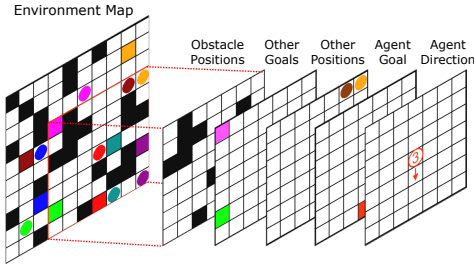 Environment Map
Obstacle Positions
Other Goals
Other Positions
Agent Goal
Agent Direction
3